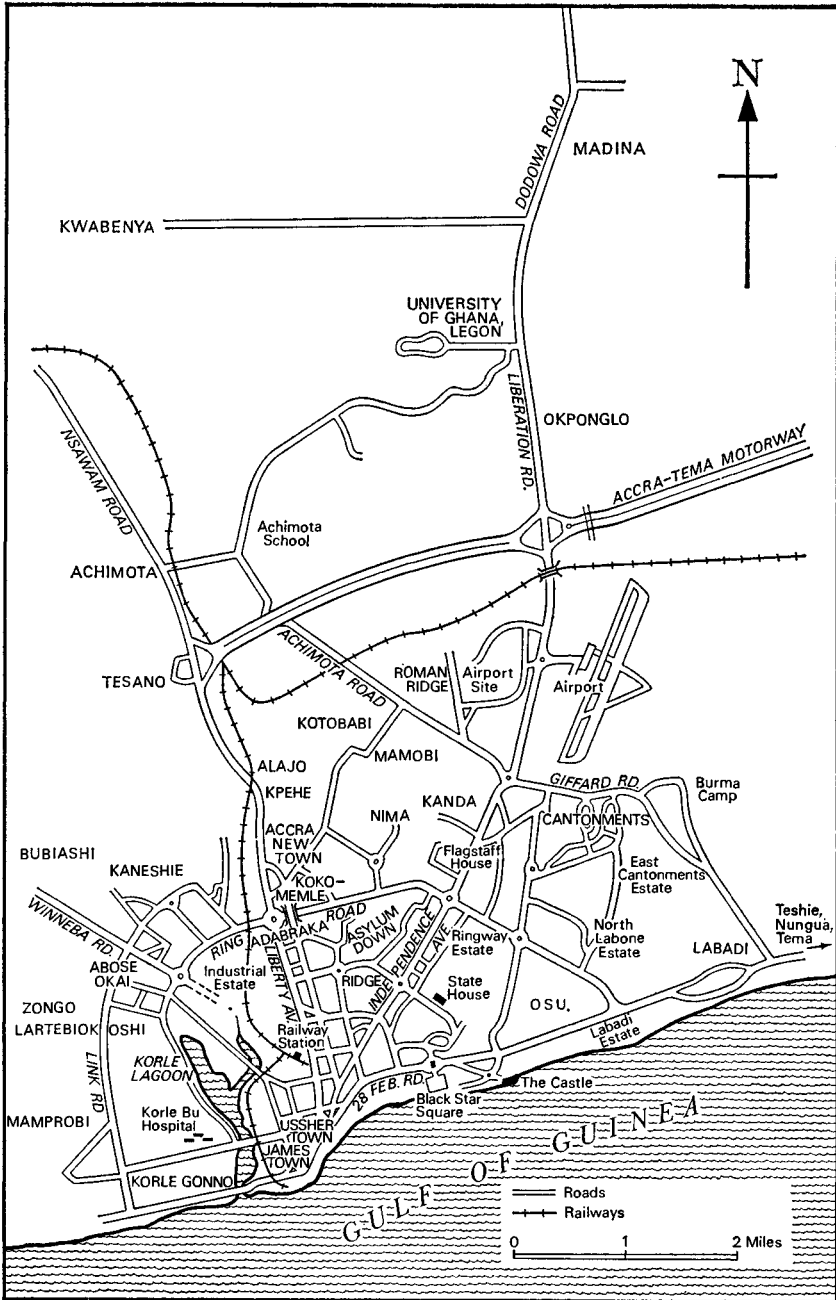 N
DODOWA ROAD
MADINA
KWABENYA
UNIVERSITY
OF GHANA,
LEGON
LIBERATION RD.
OKPONGLO
NSAWAM ROAD
ACCRA-TEMA MOTORWAY
Achimota
School
ACHIMOTA
ACHIMOTA ROAD
ROMAN
RIDGE
Airport
Site
Airport
TESANO
KOTOBABI
MAMOBI
ALAJO
KPEHE
GIFFARD RD.
Burma
Camp
KANDA
NIMA
CANTONMENTS
ACCRA
NEW
TOWN
Flagstaff
House
BUBIASHI
KANESHIE
East
Cantonments
Estate
KOKO-
MEMLE
WINNEBA RD.
RING ROAD
ADABRAKA
ASYLUM
DOWN
INDEPENDENCE AVE
Ringway
Estate
North
Labone
Estate
Teshie,
Nungua,
Tema
LABADI
ABOSE
OKAI
Industrial
Estate
LIBERTY AV.
RIDGE
State
House
OSU.
ZONGO
LARTEBIOKOSHI
Labadi
Estate
Railway
Station
KORLE
LAGOON
LINK RD
28 FEB. RD.
The Castle
Black Star
Square
MAMPROBI
Korle Bu
Hospital
USSHER
TOWN
JAMES
TOWN
KORLE GONNO
GULF OF GUINEA
Roads
Railways
0 1 2 Miles